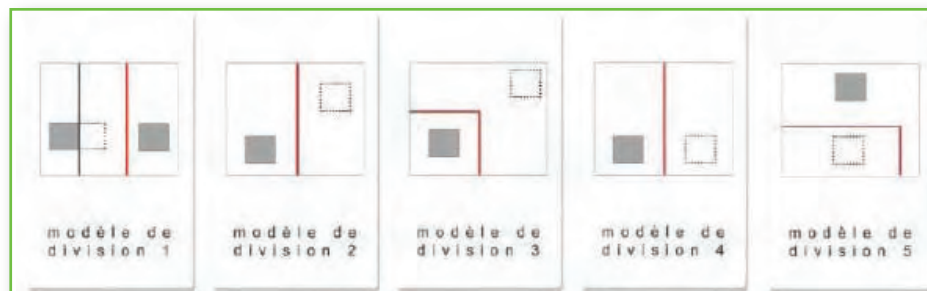 modèle de
division 1
modèle de
division 2
modèle de
division 3
modèle de
division 4
modèle de
division 5